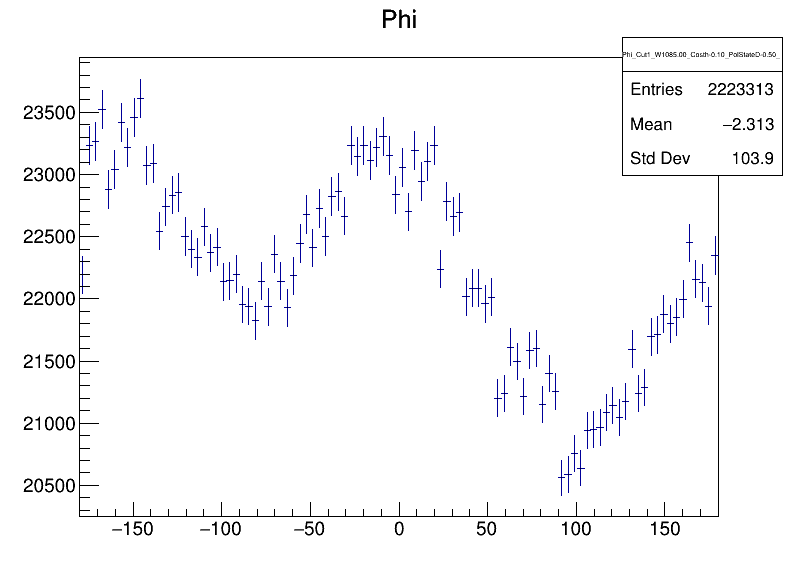 Phi
Phi_Cut1_W1085.00_Costh-0.10_PolStateD-0.50_
Entries 2223313
Mean −2.313
Std Dev 103.9
23500
23000
22500
22000
21500
21000
20500
−150 −100 −50 0 50 100 150